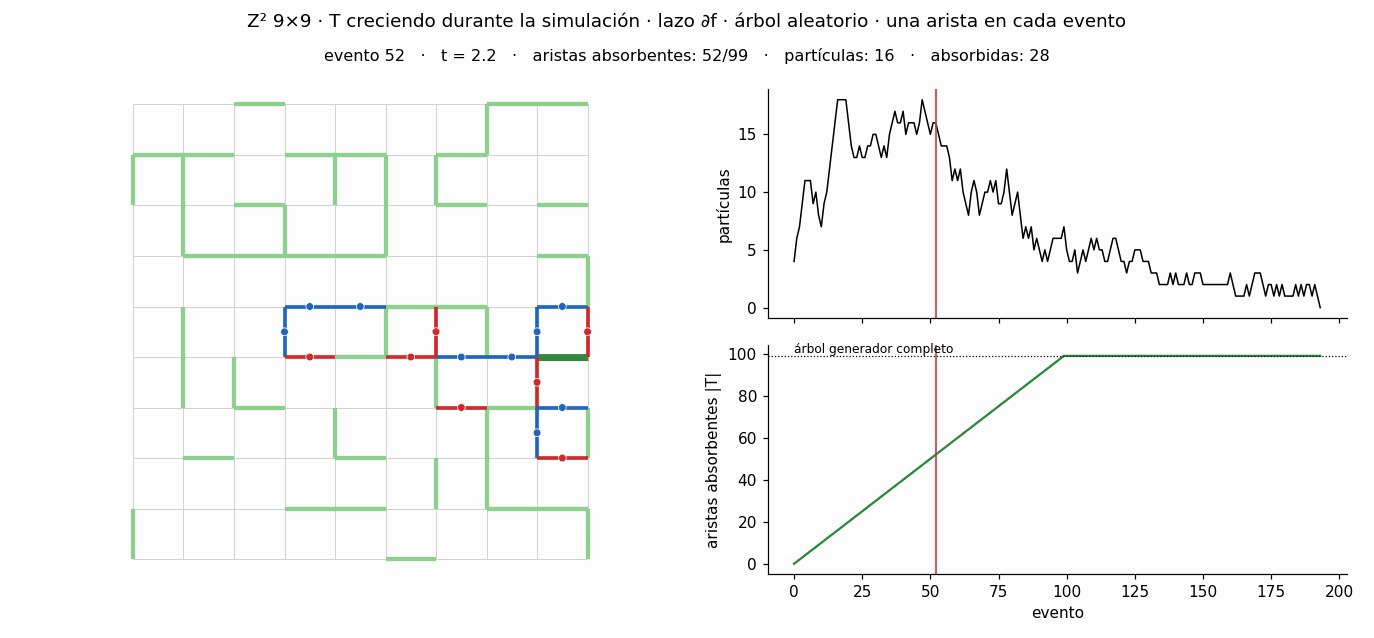 Z² 9×9 · T creciendo durante la simulación · lazo ∂f · árbol aleatorio · una arista en cada evento
evento 52 · t = 2.2 · aristas absorbentes: 52/99 · partículas: 16 · absorbidas: 28
partículas
15
10
5
0
aristas absorbentes |T|
árbol generador completo
100
80
60
40
20
0
0 25 50 75 100 125 150 175 200
evento